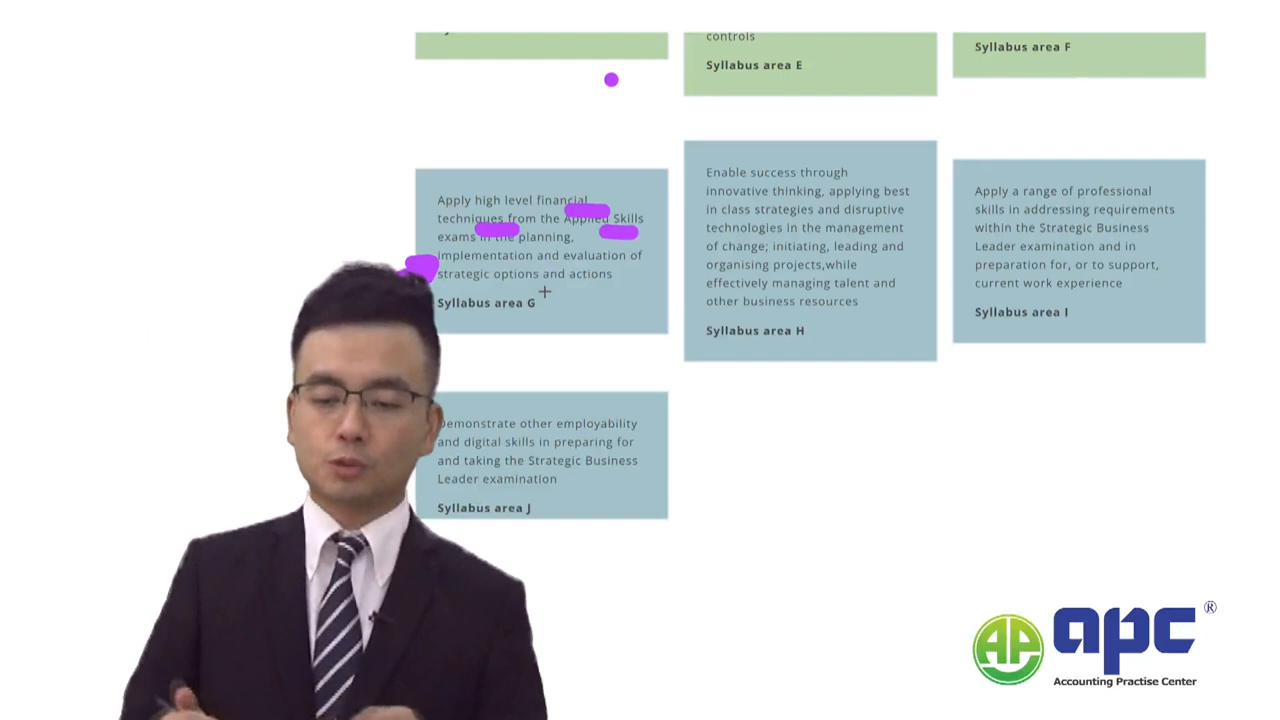 controls
Syllabus area E
Syllabus area F
Apply high level financial
techniques from the Applied Skills
exams in the planning,
implementation and evaluation of
strategic options and actions
Syllabus area G
Enable success through
innovative thinking, applying best
in class strategies and disruptive
technologies in the management
of change; initiating, leading and
organising projects,while
effectively managing talent and
other business resources
Syllabus area H
Apply a range of professional
skills in addressing requirements
within the Strategic Business
Leader examination and in
preparation for, or to support,
current work experience
Syllabus area I
Demonstrate other employability
and digital skills in preparing for
and taking the Strategic Business
Leader examination
Syllabus area J
AP apc ®
Accounting Practise Center